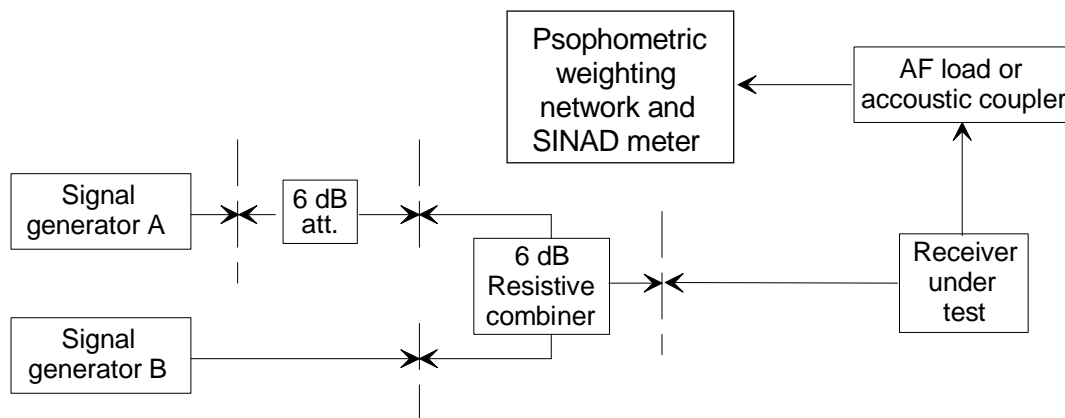 Psophometric
weighting
network and
SINAD meter
AF load or
accoustic coupler
Signal
generator A
6 dB
att.
6 dB
Resistive
combiner
Receiver
under
test
Signal
generator B